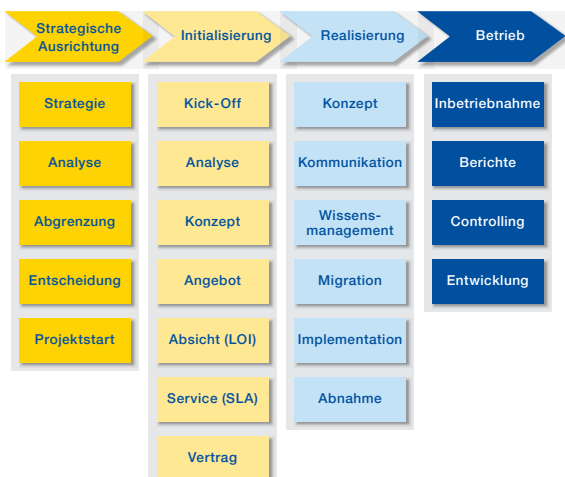 Strategische
Ausrichtung
Initialisierung
Realisierung
Betrieb
Strategie
Analyse
Abgrenzung
Entscheidung
Projektstart
Kick-Off
Analyse
Konzept
Angebot
Absicht (LOI)
Service (SLA)
Vertrag
Konzept
Kommunikation
Wissens-
management
Migration
Implementation
Abnahme
Inbetriebnahme
Berichte
Controlling
Entwicklung